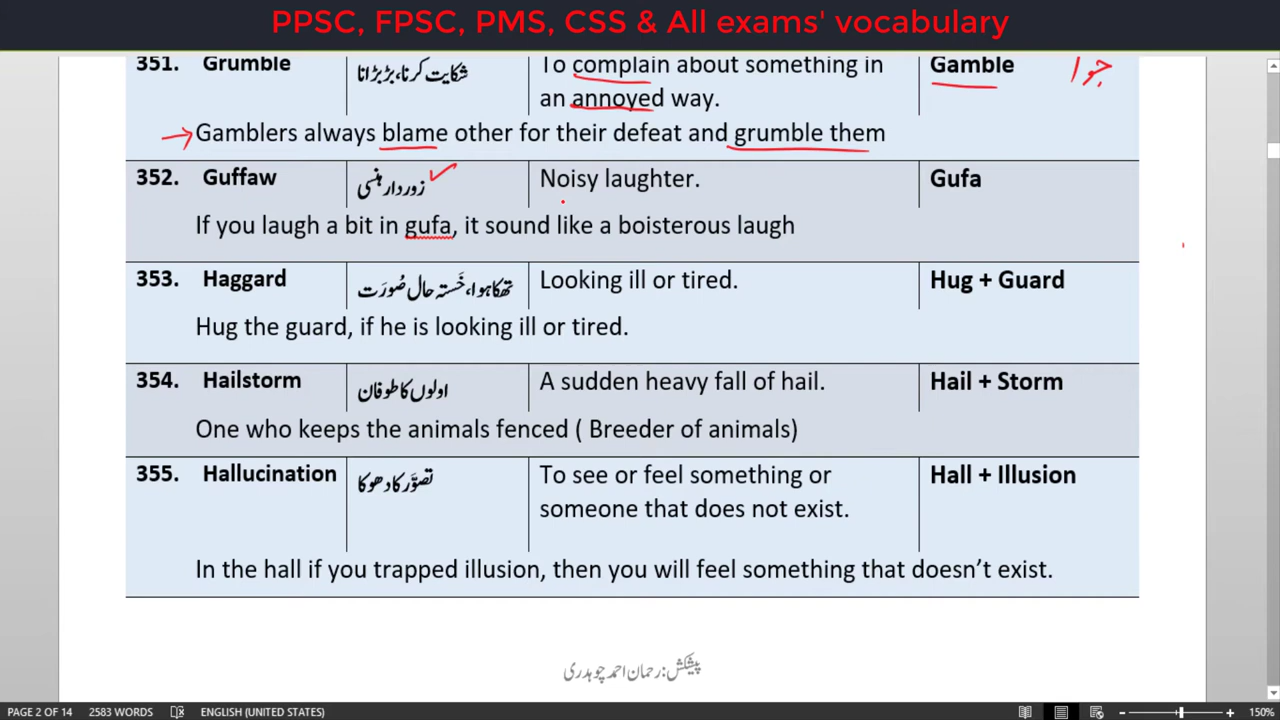 PPSC, FPSC, PMS, CSS & All exams' vocabulary
351. Grumble شکایت کرنا، بڑبڑانا To complain about something in Gamble جوا
an annoyed way.
Gamblers always blame other for their defeat and grumble them
352. Guffaw زور دار ہنسی Noisy laughter. Gufa
If you laugh a bit in gufa, it sound like a boisterous laugh
353. Haggard تھکا ہوا، خَستہ حال صُورَت Looking ill or tired. Hug + Guard
Hug the guard, if he is looking ill or tired.
354. Hailstorm اولوں کا طوفان A sudden heavy fall of hail. Hail + Storm
One who keeps the animals fenced ( Breeder of animals)
355. Hallucination تصوَّر کا دھوکا To see or feel something or Hall + Illusion
someone that does not exist.
In the hall if you trapped illusion, then you will feel something that doesn’t exist.
پیشکش: رحمان احمد چوہدری
PAGE 2 OF 14 2583 WORDS ENGLISH (UNITED STATES) 150%